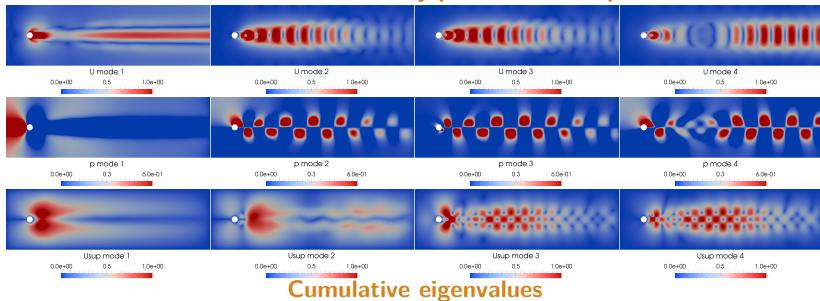 U mode 1 U mode 2 U mode 3 U mode 4
0.0e+00 0.5 1.0e+00 0.0e+00 0.5 1.0e+00 0.0e+00 0.5 1.0e+00 0.0e+00 0.5 1.0e+00
p mode 1 p mode 2 p mode 3 p mode 4
0.0e+00 0.3 6.0e-01 0.0e+00 0.3 6.0e-01 0.0e+00 0.3 6.0e-01 0.0e+00 0.3 6.0e-01
Usup mode 1 Usup mode 2 Usup mode 3 Usup mode 4
0.0e+00 0.5 1.0e+00 0.0e+00 0.5 1.0e+00 0.0e+00 0.5 1.0e+00 0.0e+00 0.5 1.0e+00
Cumulative eigenvalues